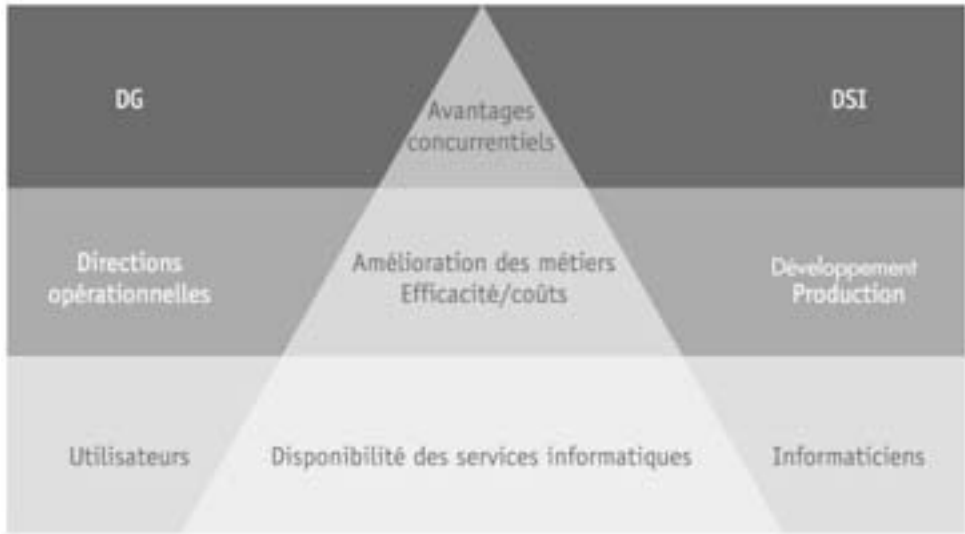 DG
Avantages
concurrentiels
DSI
Directions
opérationnelles
Amélioration des métiers
Efficacité/coûts
Développement
Production
Utilisateurs
Disponibilité des services informatiques
Informaticiens